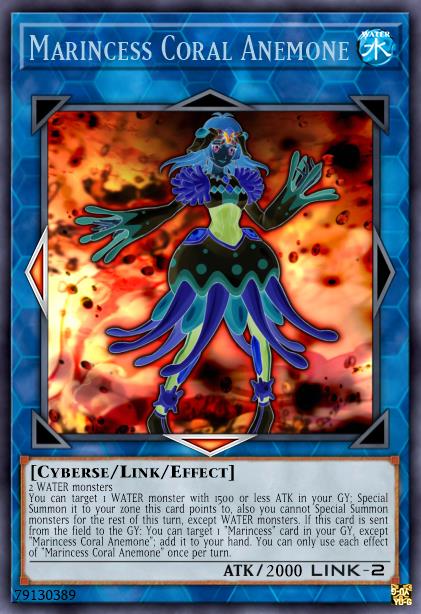 Marincess Coral Anemone
WATER
水
[Cyberse/Link/Effect]
2 WATER monsters
You can target 1 WATER monster with 1500 or less ATK in your GY; Special
Summon it to your zone this card points to, also you cannot Special Summon
monsters for the rest of this turn, except WATER monsters. If this card is sent
from the field to the GY: You can target 1 "Marincess" card in your GY, except
"Marincess Coral Anemone"; add it to your hand. You can only use each effect
of "Marincess Coral Anemone" once per turn.
ATK/2000 LINK-2
79130389